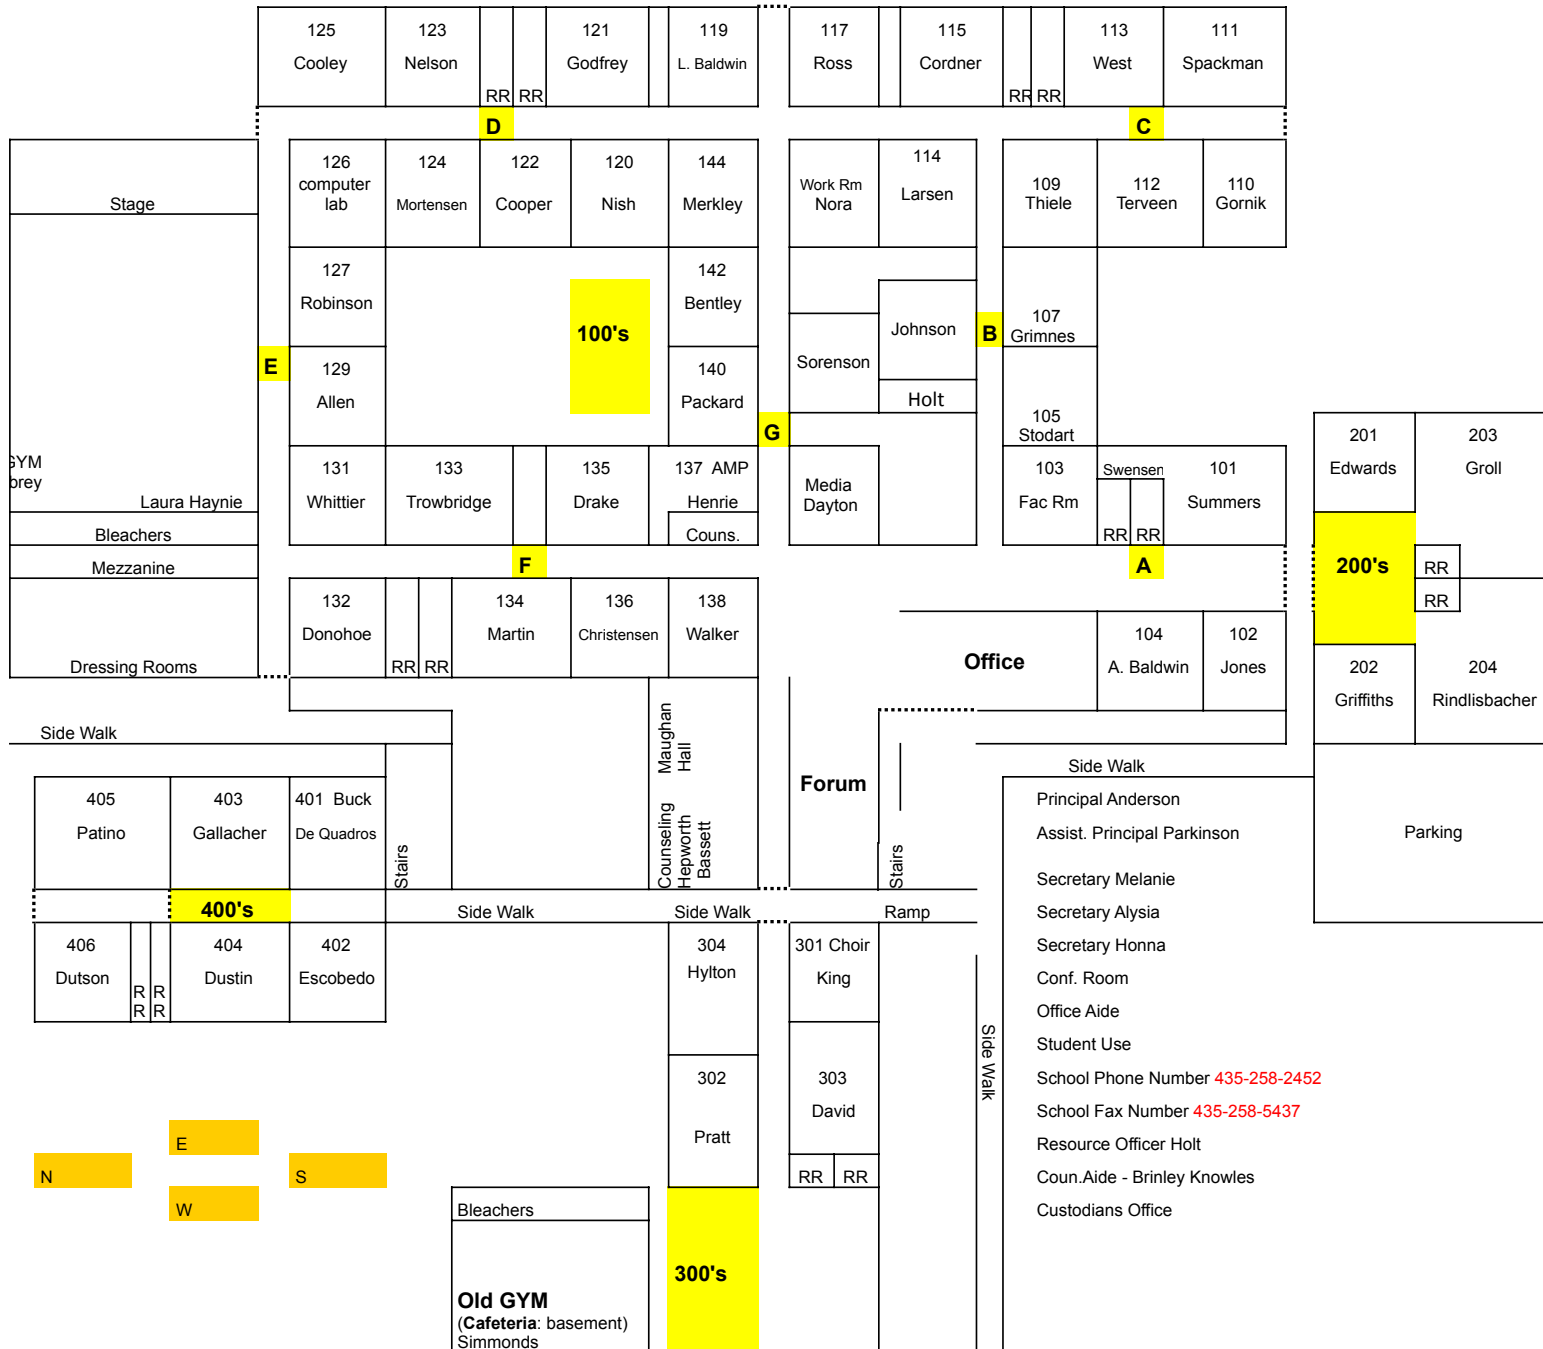 125
Cooley
123
Nelson
RR
RR
121
Godfrey
119
L. Baldwin
117
Ross
115
Cordner
RR
RR
113
West
111
Spackman
D
C
Stage
126
computer
lab
124
Mortensen
122
Cooper
120
Nish
144
Merkley
Work Rm
Nora
114
Larsen
109
Thiele
112
Terveen
110
Gornik
127
Robinson
100's
142
Bentley
Johnson
B
107
Grimnes
E
129
Allen
140
Packard
Sorenson
Holt
G
105
Stodart
201
Edwards
203
Groll
GYM
brey
Laura Haynie
Bleachers
Mezzanine
Dressing Rooms
131
Whittier
133
Trowbridge
135
Drake
137 AMP
Henrie
Couns.
Media
Dayton
103
Fac Rm
Swensen
RR
RR
101
Summers
F
A
200's
RR
RR
132
Donohoe
RR
RR
134
Martin
136
Christensen
138
Walker
Office
104
A. Baldwin
102
Jones
202
Griffiths
204
Rindlisbacher
Side Walk
Maughan
Hall
Counseling
Hepworth
Bassett
Forum
Stairs
Stairs
Side Walk
Parking
405
Patino
403
Gallacher
401 Buck
De Quadros
400's
Side Walk
Side Walk
Ramp
406
Dutson
R
R
R
R
404
Dustin
402
Escobedo
304
Hylton
301 Choir
King
302
Pratt
303
David
RR
RR
Side Walk
Principal Anderson
Assist. Principal Parkinson
Secretary Melanie
Secretary Alysia
Secretary Honna
Conf. Room
Office Aide
Student Use
School Phone Number 435-258-2452
School Fax Number 435-258-5437
Resource Officer Holt
Coun.Aide - Brinley Knowles
Custodians Office
E
N
S
W
Bleachers
Old GYM
(Cafeteria: basement)
Simmonds
300's